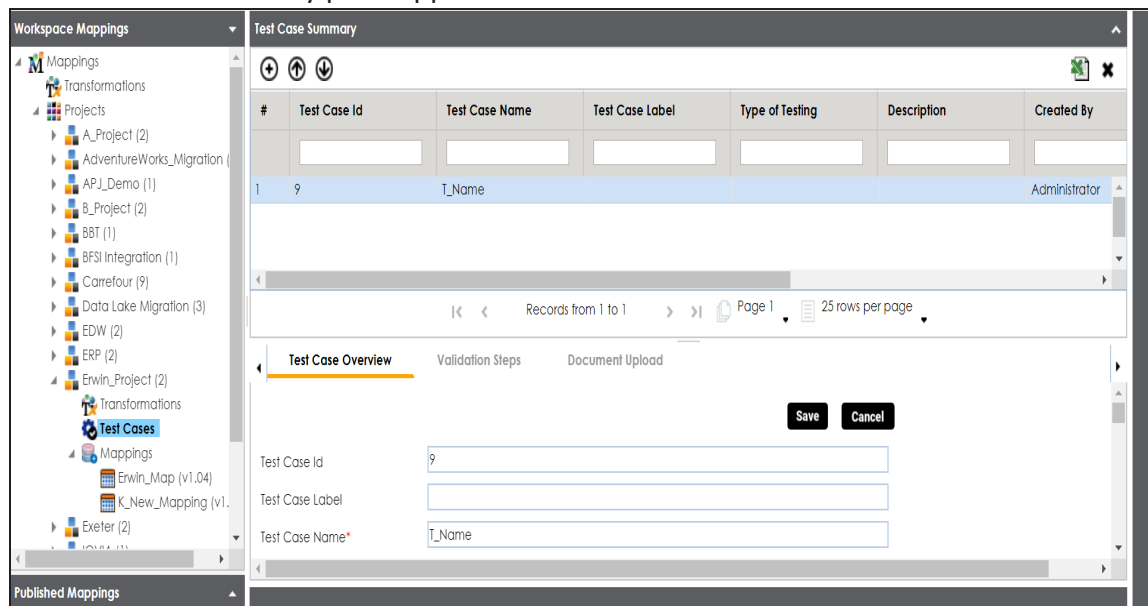 Workspace Mappings
Mappings
Transformations
Projects
A_Project (2)
AdventureWorks_Migration (
APJ_Demo (1)
B_Project (2)
BBT (1)
BFSI Integration (1)
Carrefour (9)
Data Lake Migration (3)
EDW (2)
ERP (2)
Erwin_Project (2)
Transformations
Test Cases
Mappings
Erwin_Map (v1.04)
K_New_Mapping (v1.
Exeter (2)
Published Mappings
Test Case Summary
# Test Case Id Test Case Name Test Case Label Type of Testing Description Created By
1 9 T_Name Administrator
Records from 1 to 1 Page 1 25 rows per page
Test Case Overview Validation Steps Document Upload
Save Cancel
Test Case Id 9
Test Case Label
Test Case Name* T_Name